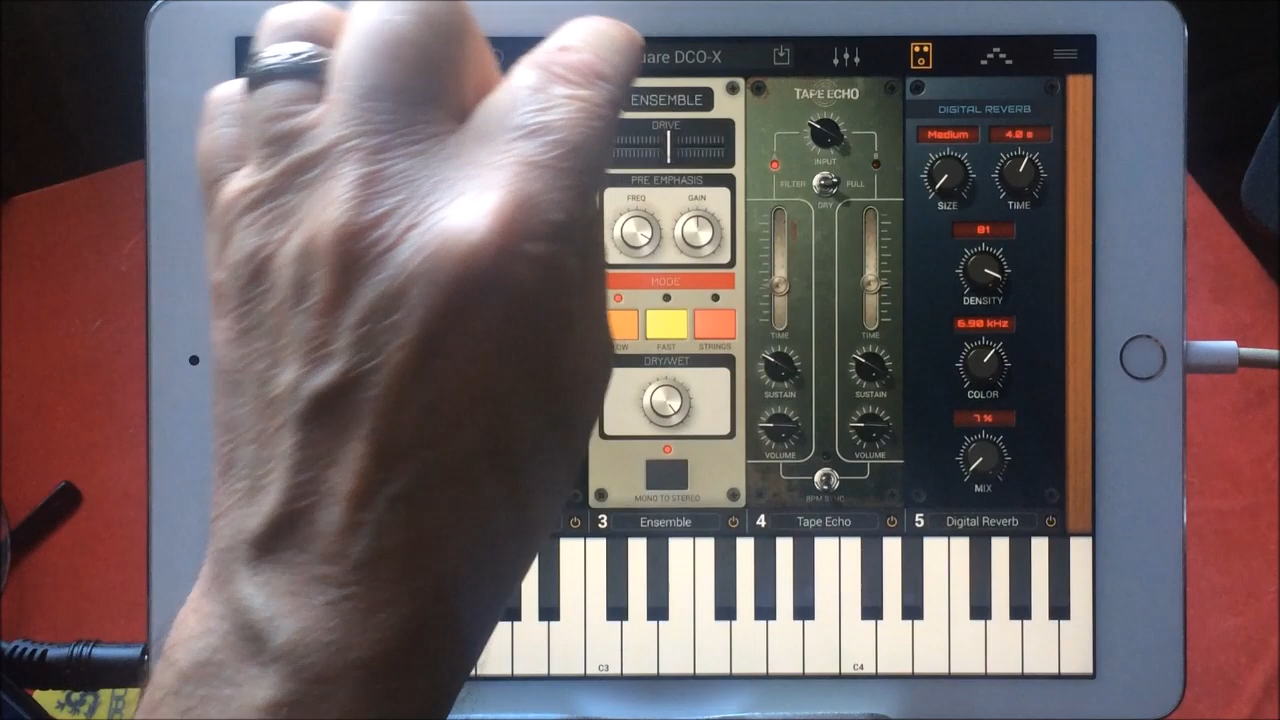 DCO-X
ENSEMBLE
DRIVE
PRE EMPHASIS
FREQ GAIN
MODE
FAST STRINGS
DRY/WET
MONO TO STEREO
TAPE ECHO
INPUT
FILTER FULL
DRY
TIME TIME
SUSTAIN SUSTAIN
VOLUME VOLUME
BPM SYNC
DIGITAL REVERB
Medium 4.0 s
SIZE TIME
81
DENSITY
6.90 kHz
COLOR
7 %
MIX
3 Ensemble
4 Tape Echo
5 Digital Reverb
C3 C4